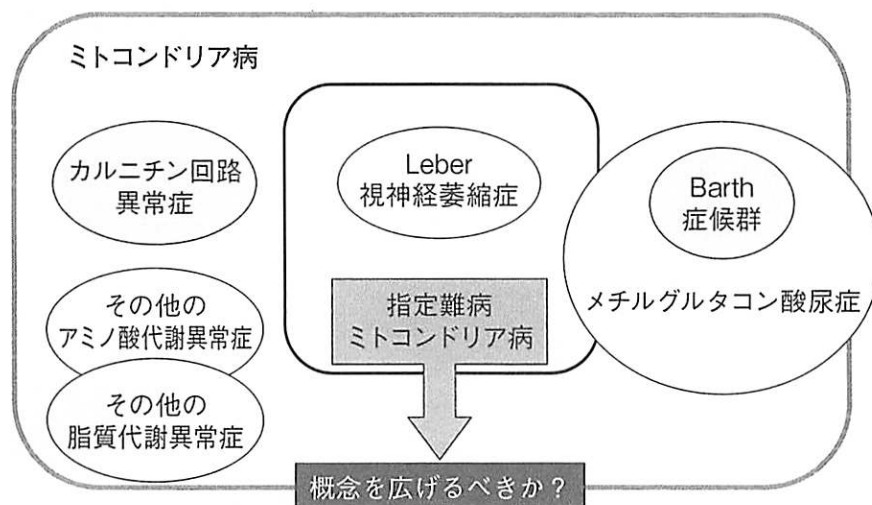 ミトコンドリア病
カルニチン回路
異常症
Leber
視神経萎縮症
Barth
症候群
その他の
アミノ酸代謝異常症
指定難病
ミトコンドリア病
メチルグルタコン酸尿症
その他の
脂質代謝異常症
概念を広げるべきか？